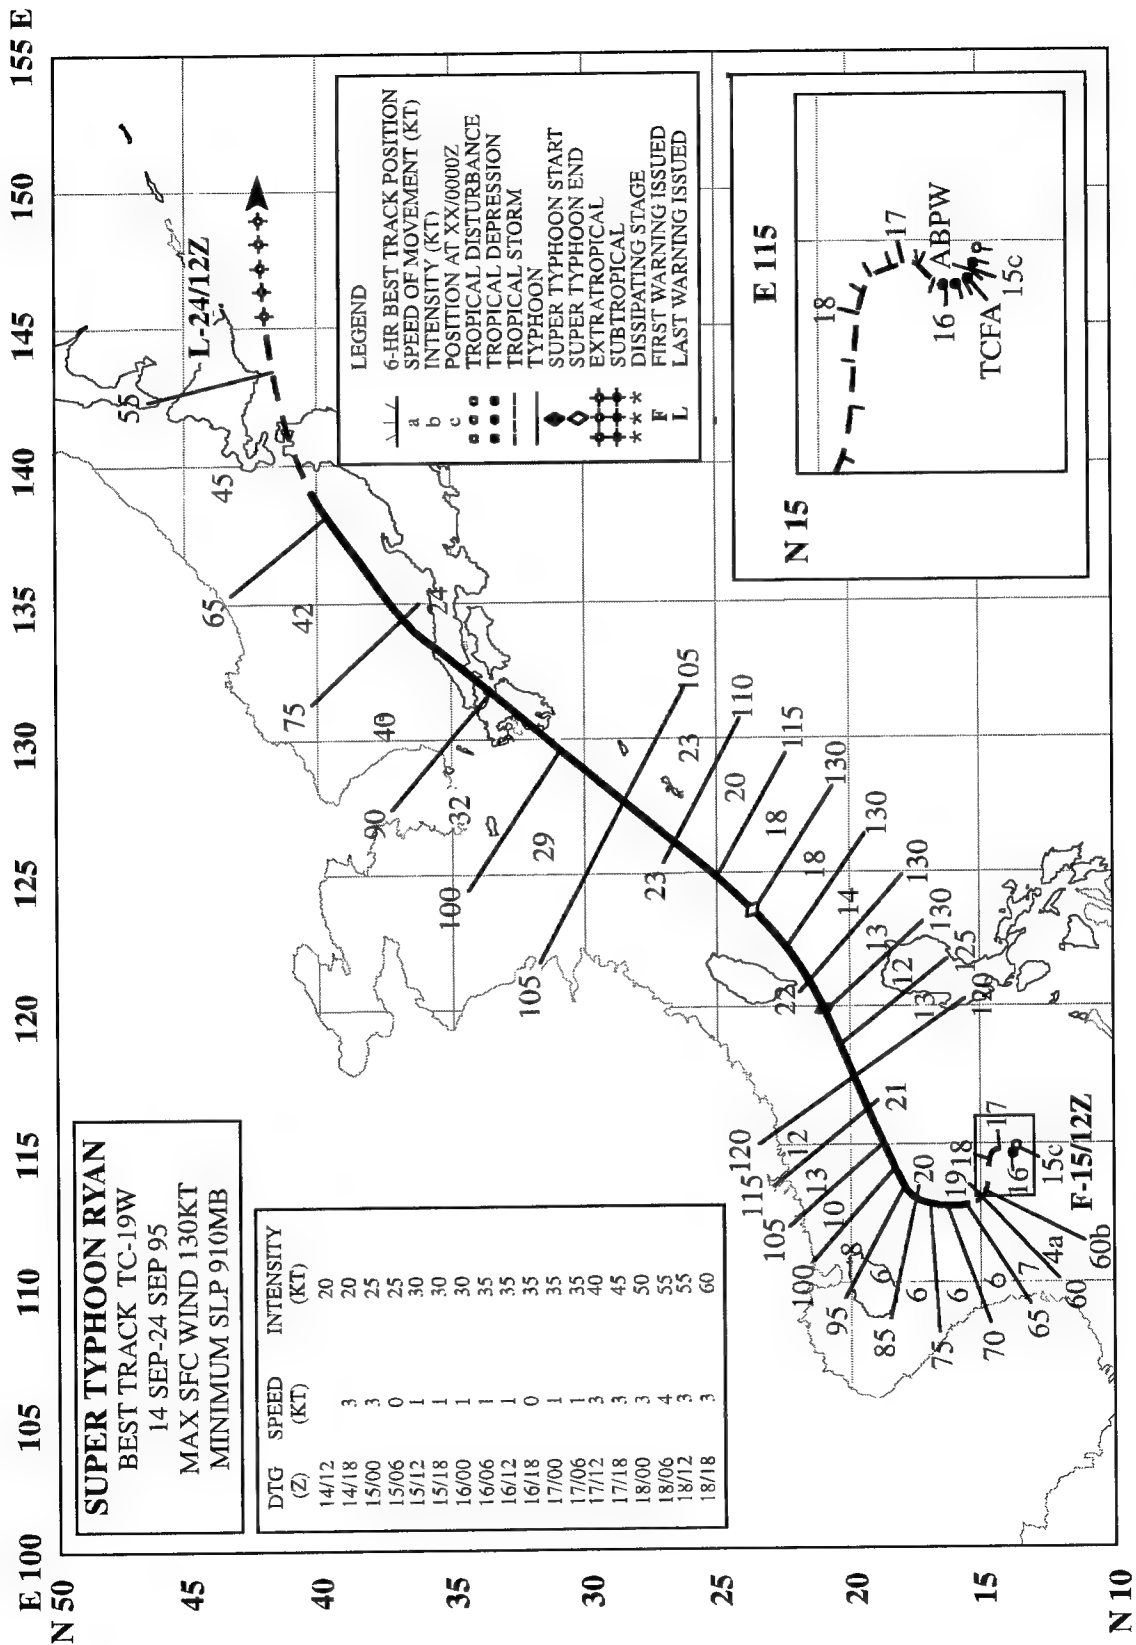 SUPER TYPHOON RYAN
BEST TRACK TC-19W
14 SEP-24 SEP 95
MAX SFC WIND 130KT
MINIMUM SLP 910MB
DTG SPEED INTENSITY
(Z) (KT) (KT)
14/12 20
14/18 3 20
15/00 3 25
15/06 0 25
15/12 1 30
15/18 1 30
16/00 1 30
16/06 1 35
16/12 1 35
16/18 0 35
17/00 1 35
17/06 1 35
17/12 3 40
17/18 3 45
18/00 3 50
18/06 4 55
18/12 3 55
18/18 3 60
LEGEND
6-HR BEST TRACK POSITION
a SPEED OF MOVEMENT (KT)
b INTENSITY (KT)
c POSITION AT XX/0000Z
TROPICAL DISTURBANCE
TROPICAL DEPRESSION
TROPICAL STORM
TYPHOON
SUPER TYPHOON START
SUPER TYPHOON END
EXTRATROPICAL
SUBTROPICAL
*** DISSIPATING STAGE
F FIRST WARNING ISSUED
L LAST WARNING ISSUED
E 115
N 15
18
17
16
ABPW
TCFA
15c
E 100
105
110
115
120
125
130
135
140
145
150
155 E
N 50
45
40
35
30
25
20
15
N 10
L-24/12Z
55
45
65
42
24
75
40
90
32
100
29
105
105
23
110
23
115
20
130
18
130
18
130
14
130
13
22
125
12
120
13
120
21
115
12
105
13
100
10
95
8
85
6
20
75
6
70
6
65
6
60
7
19
4a
60b
18
17
16
15c
F-15/12Z